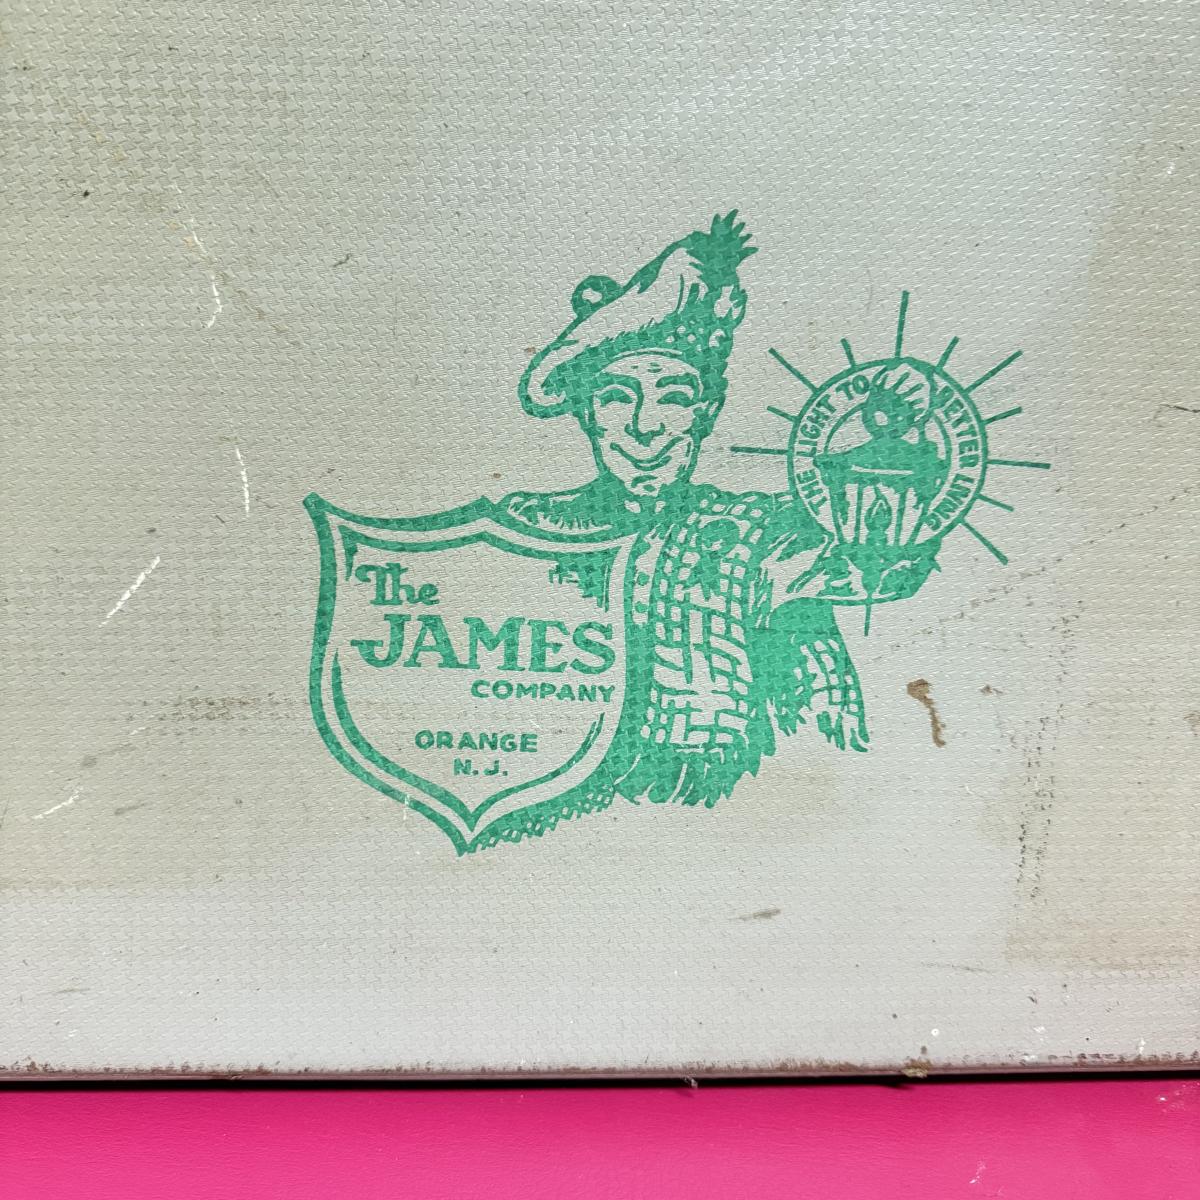 The
JAMES
COMPANY
ORANGE
N. J.
THE LIGHT TO BETTER LIVING